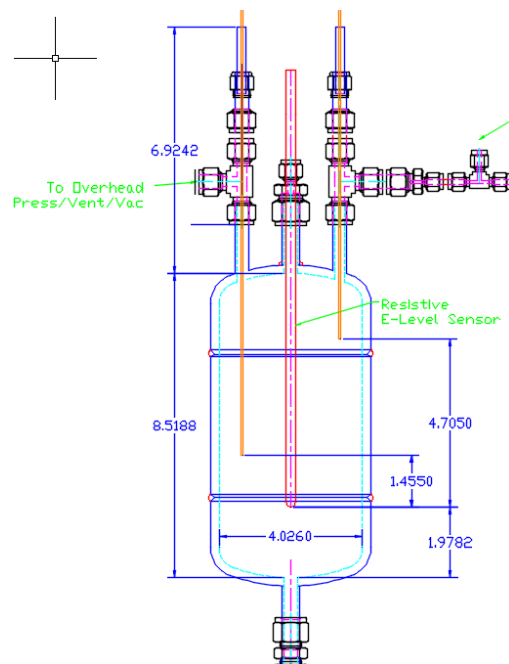 6.9242
To Overhead
Press/Vent/Vac
Resistive
E-Level Sensor
8.5188
4.7050
1.4550
4.0260
1.9782